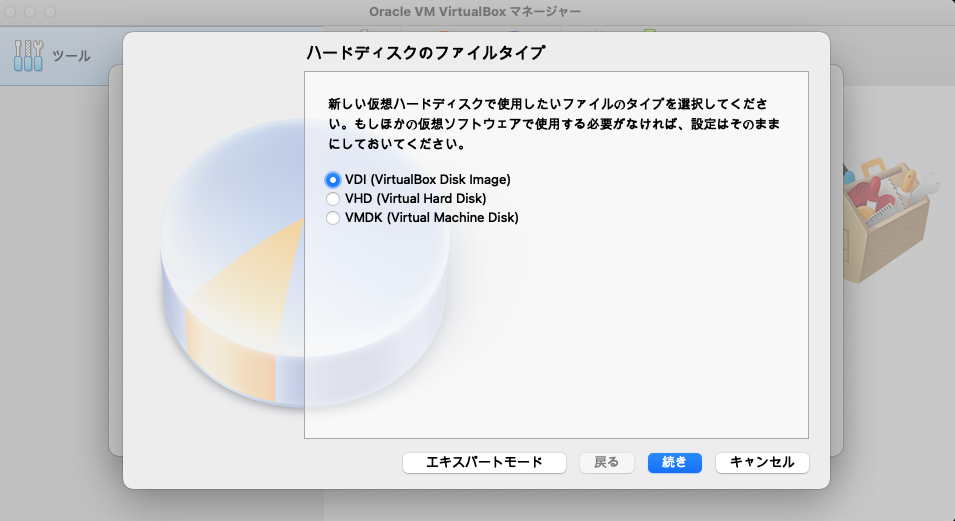 Oracle VM VirtualBox マネージャー
ツール
ハードディスクのファイルタイプ
新しい仮想ハードディスクで使用したいファイルのタイプを選択してくださ
い。もしほかの仮想ソフトウェアで使用する必要がなければ、設定はそのまま
にしておいてください。
VDI (VirtualBox Disk Image)
VHD (Virtual Hard Disk)
VMDK (Virtual Machine Disk)
エキスパートモード
戻る
続き
キャンセル